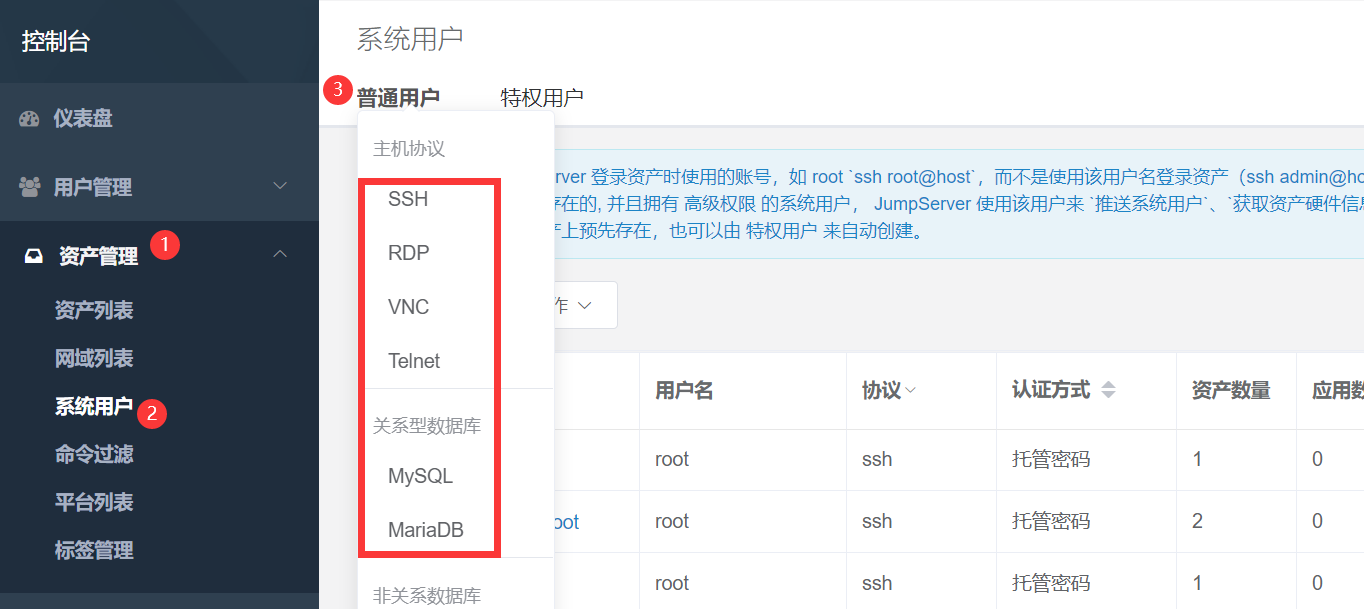 控制台
仪表盘
用户管理
资产管理
1
资产列表
网域列表
系统用户
2
命令过滤
平台列表
标签管理
系统用户
3
普通用户 特权用户
主机协议
SSH
RDP
VNC
Telnet
关系型数据库
MySQL
MariaDB
非关系数据库
erver 登录资产时使用的账号，如 root `ssh root@host`，而不是使用该用户名登录资产（ssh admin@ho
存在的, 并且拥有 高级权限 的系统用户， JumpServer 使用该用户来 `推送系统用户`、`获取资产硬件信息
上预先存在，也可以由 特权用户 来自动创建。
作
用户名 协议 认证方式 资产数量 应用数
root ssh 托管密码 1 0
oot root ssh 托管密码 2 0
root ssh 托管密码 1 0